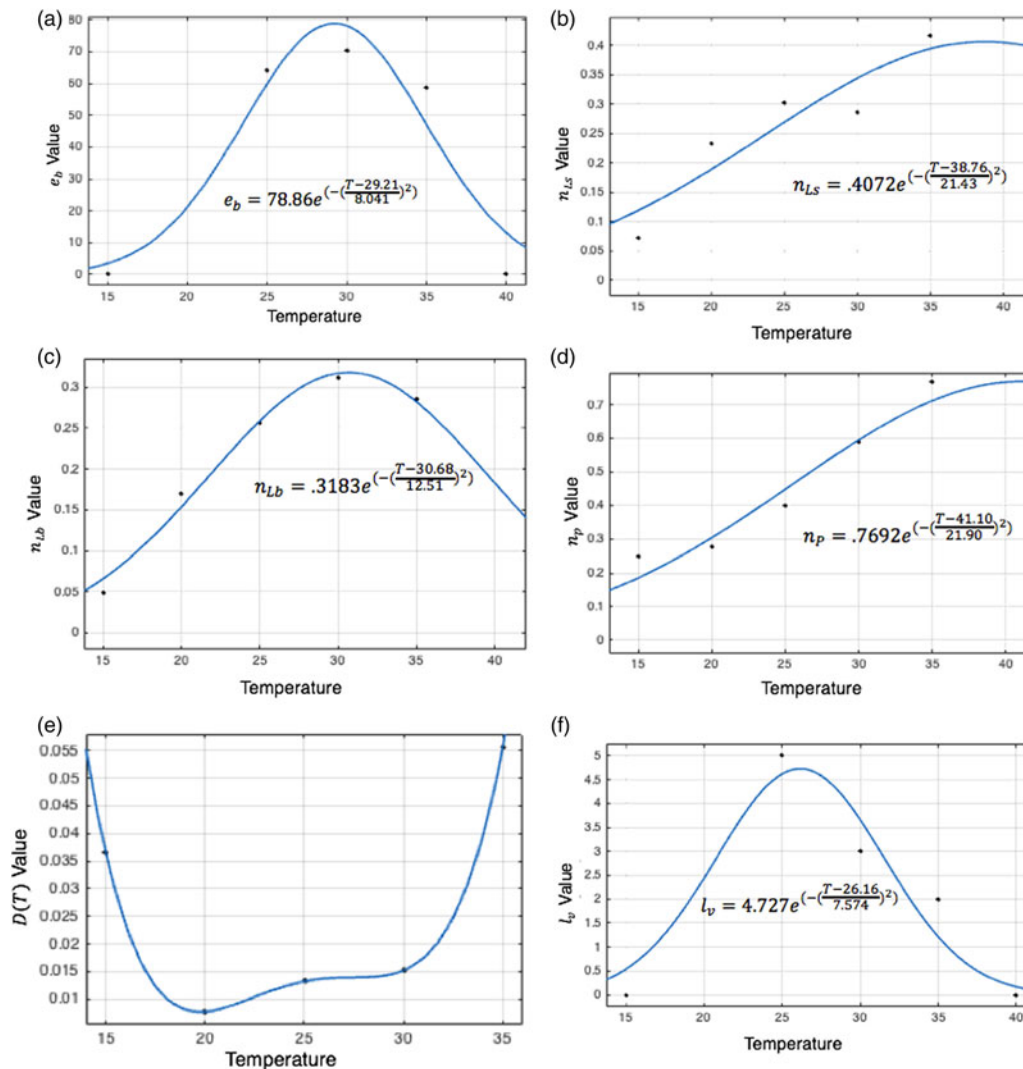 (a)
80
70
60
50
40
30
20
10
0
e_b Value
e_b = 78.86e^(-((T-29.21)/8.041)^2)
15 20 25 30 35 40
Temperature
(b)
0.4
0.35
0.3
0.25
0.2
0.15
0.1
0.05
0
n_Ls Value
n_Ls = .4072e^(-((T-38.76)/21.43)^2)
15 20 25 30 35 40
Temperature
(c)
0.3
0.25
0.2
0.15
0.1
0.05
0
n_Lb Value
n_Lb = .3183e^(-((T-30.68)/12.51)^2)
15 20 25 30 35 40
Temperature
(d)
0.7
0.6
0.5
0.4
0.3
0.2
0.1
0
n_p Value
n_P = .7692e^(-((T-41.10)/21.90)^2)
15 20 25 30 35 40
Temperature
(e)
0.055
0.05
0.045
0.04
0.035
0.03
0.025
0.02
0.015
0.01
D(T) Value
15 20 25 30 35
Temperature
(f)
5
4.5
4
3.5
3
2.5
2
1.5
1
0.5
0
l_v Value
l_v = 4.727e^(-((T-26.16)/7.574)^2)
15 20 25 30 35 40
Temperature